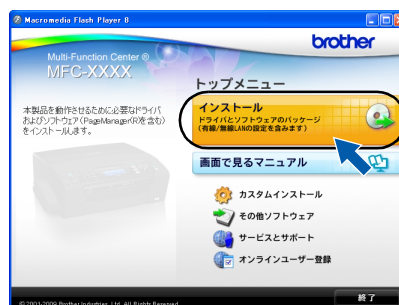 Macromedia Flash Player 8
brother
Multi-Function Center ®
MFC-XXXX
トップメニュー
本製品を動作させるために必要なドライバ
およびソフトウェア(PageManager(R)を含む)
をインストールします。
インストール
ドライバとソフトウェアのパッケージ
(有線/無線LANの設定を含みます)
画面で見るマニュアル
カスタムインストール
その他ソフトウェア
サービスとサポート
オンラインユーザー登録
© 2001-2009 Brother Industries, Ltd. All Rights Reserved.
終了